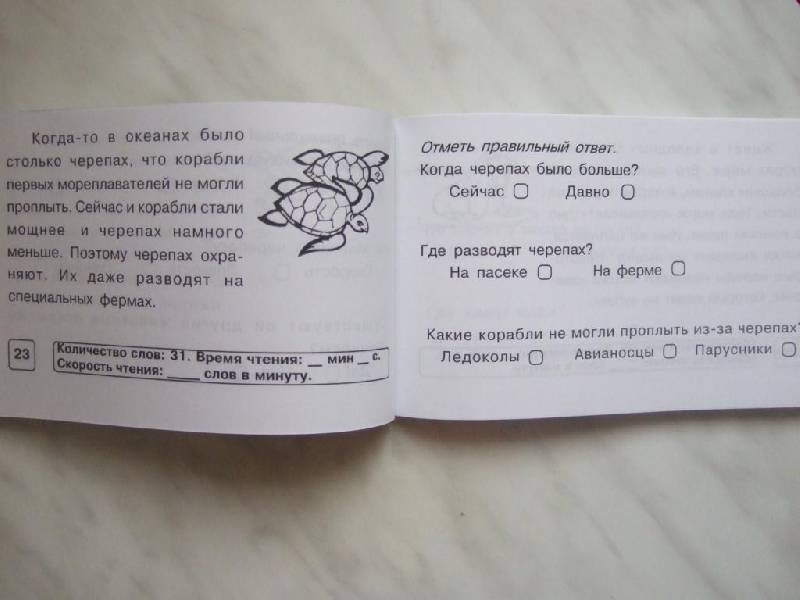 Когда-то в океанах было
столько черепах, что корабли
первых мореплавателей не могли
проплыть. Сейчас и корабли стали
мощнее и черепах намного
меньше. Поэтому черепах охра-
няют. Их даже разводят на
специальных фермах.
23
Количество слов: 31. Время чтения: __ мин __ с.
Скорость чтения: ____ слов в минуту.
Отметь правильный ответ.
Когда черепах было больше?
Сейчас Давно
Где разводят черепах?
На пасеке На ферме
Какие корабли не могли проплыть из-за черепах?
Ледоколы Авианосцы Парусники